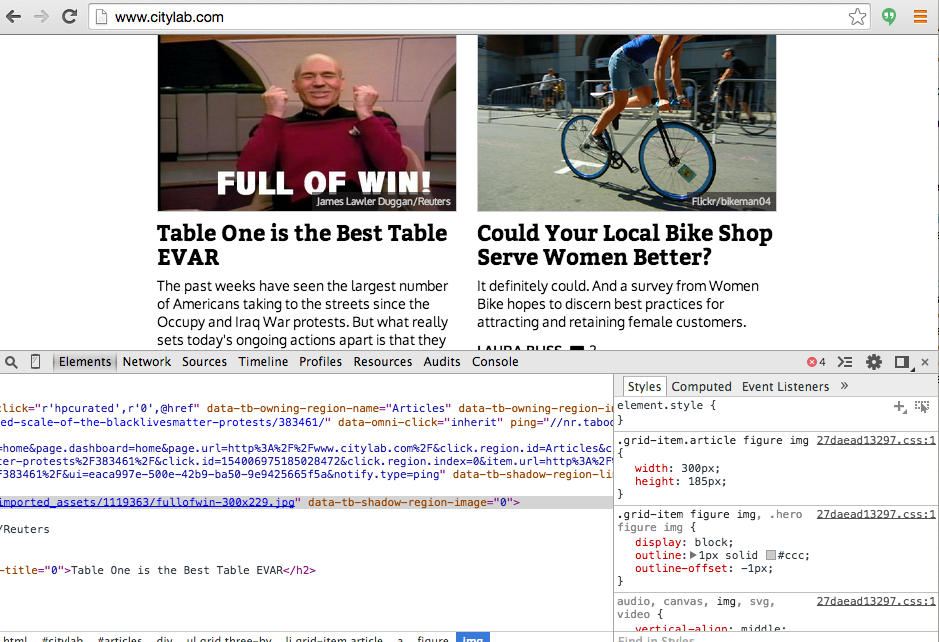 www.citylab.com
FULL OF WIN!
James Lawler Duggan/Reuters
Flickr/bikeman04
Table One is the Best Table
EVAR
The past weeks have seen the largest number
of Americans taking to the streets since the
Occupy and Iraq War protests. But what really
sets today's ongoing actions apart is that they
Could Your Local Bike Shop
Serve Women Better?
It definitely could. And a survey from Women
Bike hopes to discern best practices for
attracting and retaining female customers.
LAURA BLISS 2
Elements Network Sources Timeline Profiles Resources Audits Console 4
click="r'hpcurated',r'0',@href" data-tb-owning-region-name="Articles" data-tb-owning-region-in
ed-scale-of-the-blacklivesmatter-protests/383461/" data-omni-click="inherit" ping="//nr.taboo
=home&page.dashboard=home&page.url=http%3A%2F%2Fwww.citylab.com%2F&click.region=Articles&c
ter-protests%2F383461%2F&click.id=154006975185028472&click.region.index=0&item.url=http%3A%2F%
383461%2F&ui=eaca997e-500e-42b9-ba50-9e9425665f5a&notify.type=ping" data-tb-shadow-region-li
imported_assets/1119363/fullofwin-300x229.jpg" data-tb-shadow-region-image="0">
/Reuters
-title="0">Table One is the Best Table EVAR</h2>
html #citylab #articles div ul.grid.three-by li.grid-item.article a figure img
Styles Computed Event Listeners »
element.style {
}
.grid-item.article figure img 27daead13297.css:1
{
width: 300px;
height: 185px;
}
.grid-item figure img, .hero 27daead13297.css:1
figure img {
display: block;
outline: 1px solid #ccc;
outline-offset: -1px;
}
audio, canvas, img, svg, 27daead13297.css:1
video {
vertical-align: middle;
Find in Styles